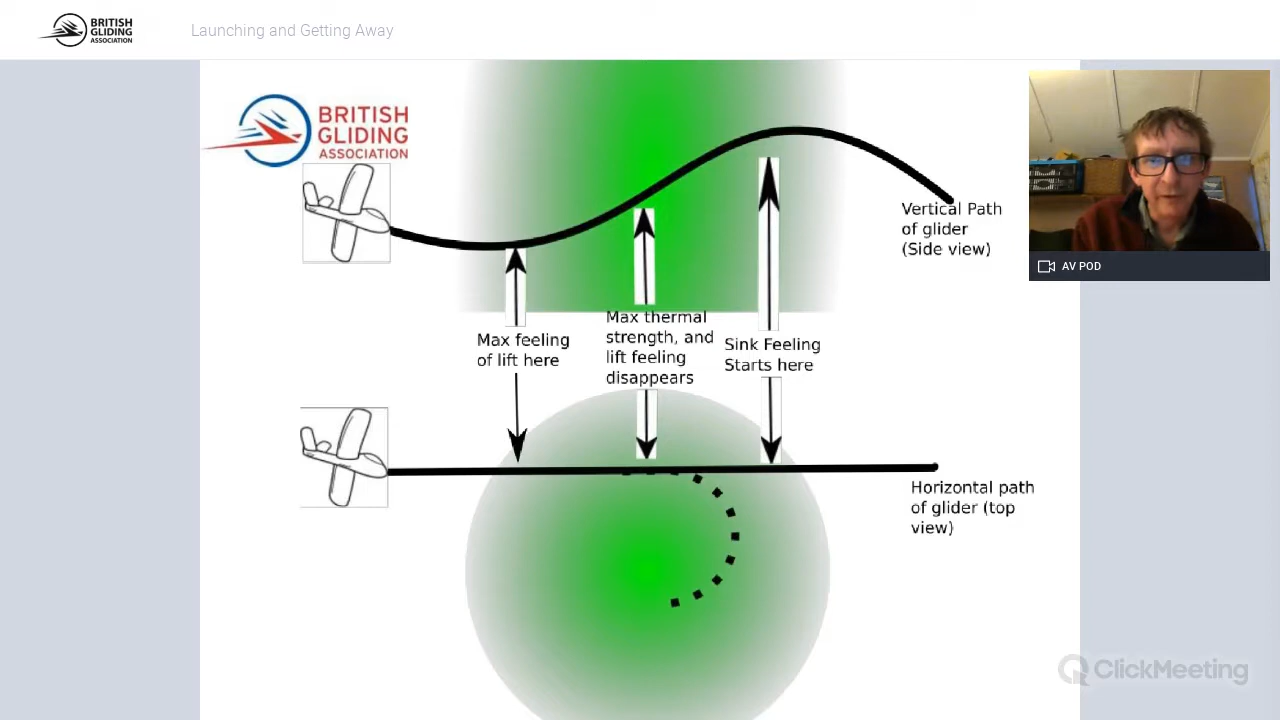 BRITISH
GLIDING
ASSOCIATION
Launching and Getting Away
BRITISH
GLIDING
ASSOCIATION
Vertical Path
of glider
(Side view)
AV POD
Max feeling
of lift here
Max thermal
strength, and
lift feeling
disappears
Sink Feeling
Starts here
Horizontal path
of glider (top
view)
ClickMeeting